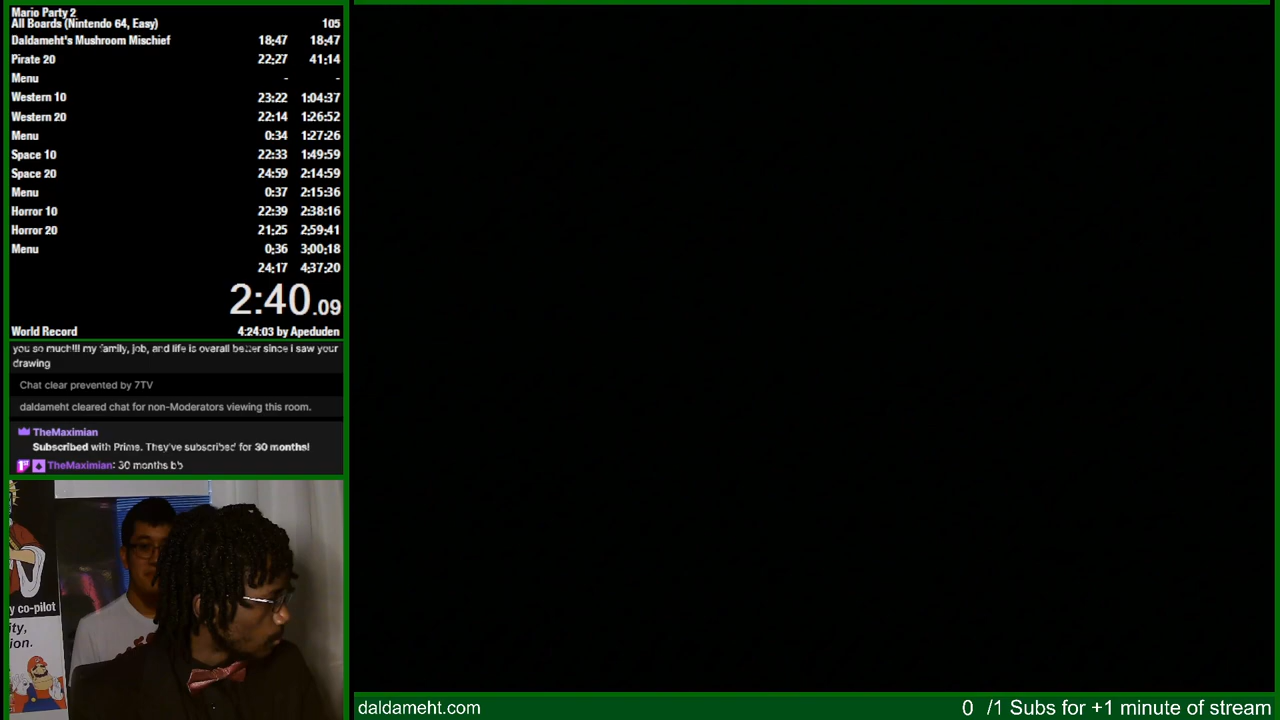 Mario Party 2
All Boards (Nintendo 64, Easy) 105
Daldameht's Mushroom Mischief 18:47 18:47
Pirate 20 22:27 41:14
Menu - -
Western 10 23:22 1:04:37
Western 20 22:14 1:26:52
Menu 0:34 1:27:26
Space 10 22:33 1:49:59
Space 20 24:59 2:14:59
Menu 0:37 2:15:36
Horror 10 22:39 2:38:16
Horror 20 21:25 2:59:41
Menu 0:36 3:00:18
24:17 4:37:20
2:40.09
World Record 4:24:03 by Apeduden
you so much!!! my family, job, and life is overall better since i saw your
drawing
Chat clear prevented by 7TV
daldameht cleared chat for non-Moderators viewing this room.
TheMaximian
Subscribed with Prime. They've subscribed for 30 months!
1st TheMaximian: 30 months bb
y co-pilot
ity,
ion.
daldameht.com 0 /1 Subs for +1 minute of stream